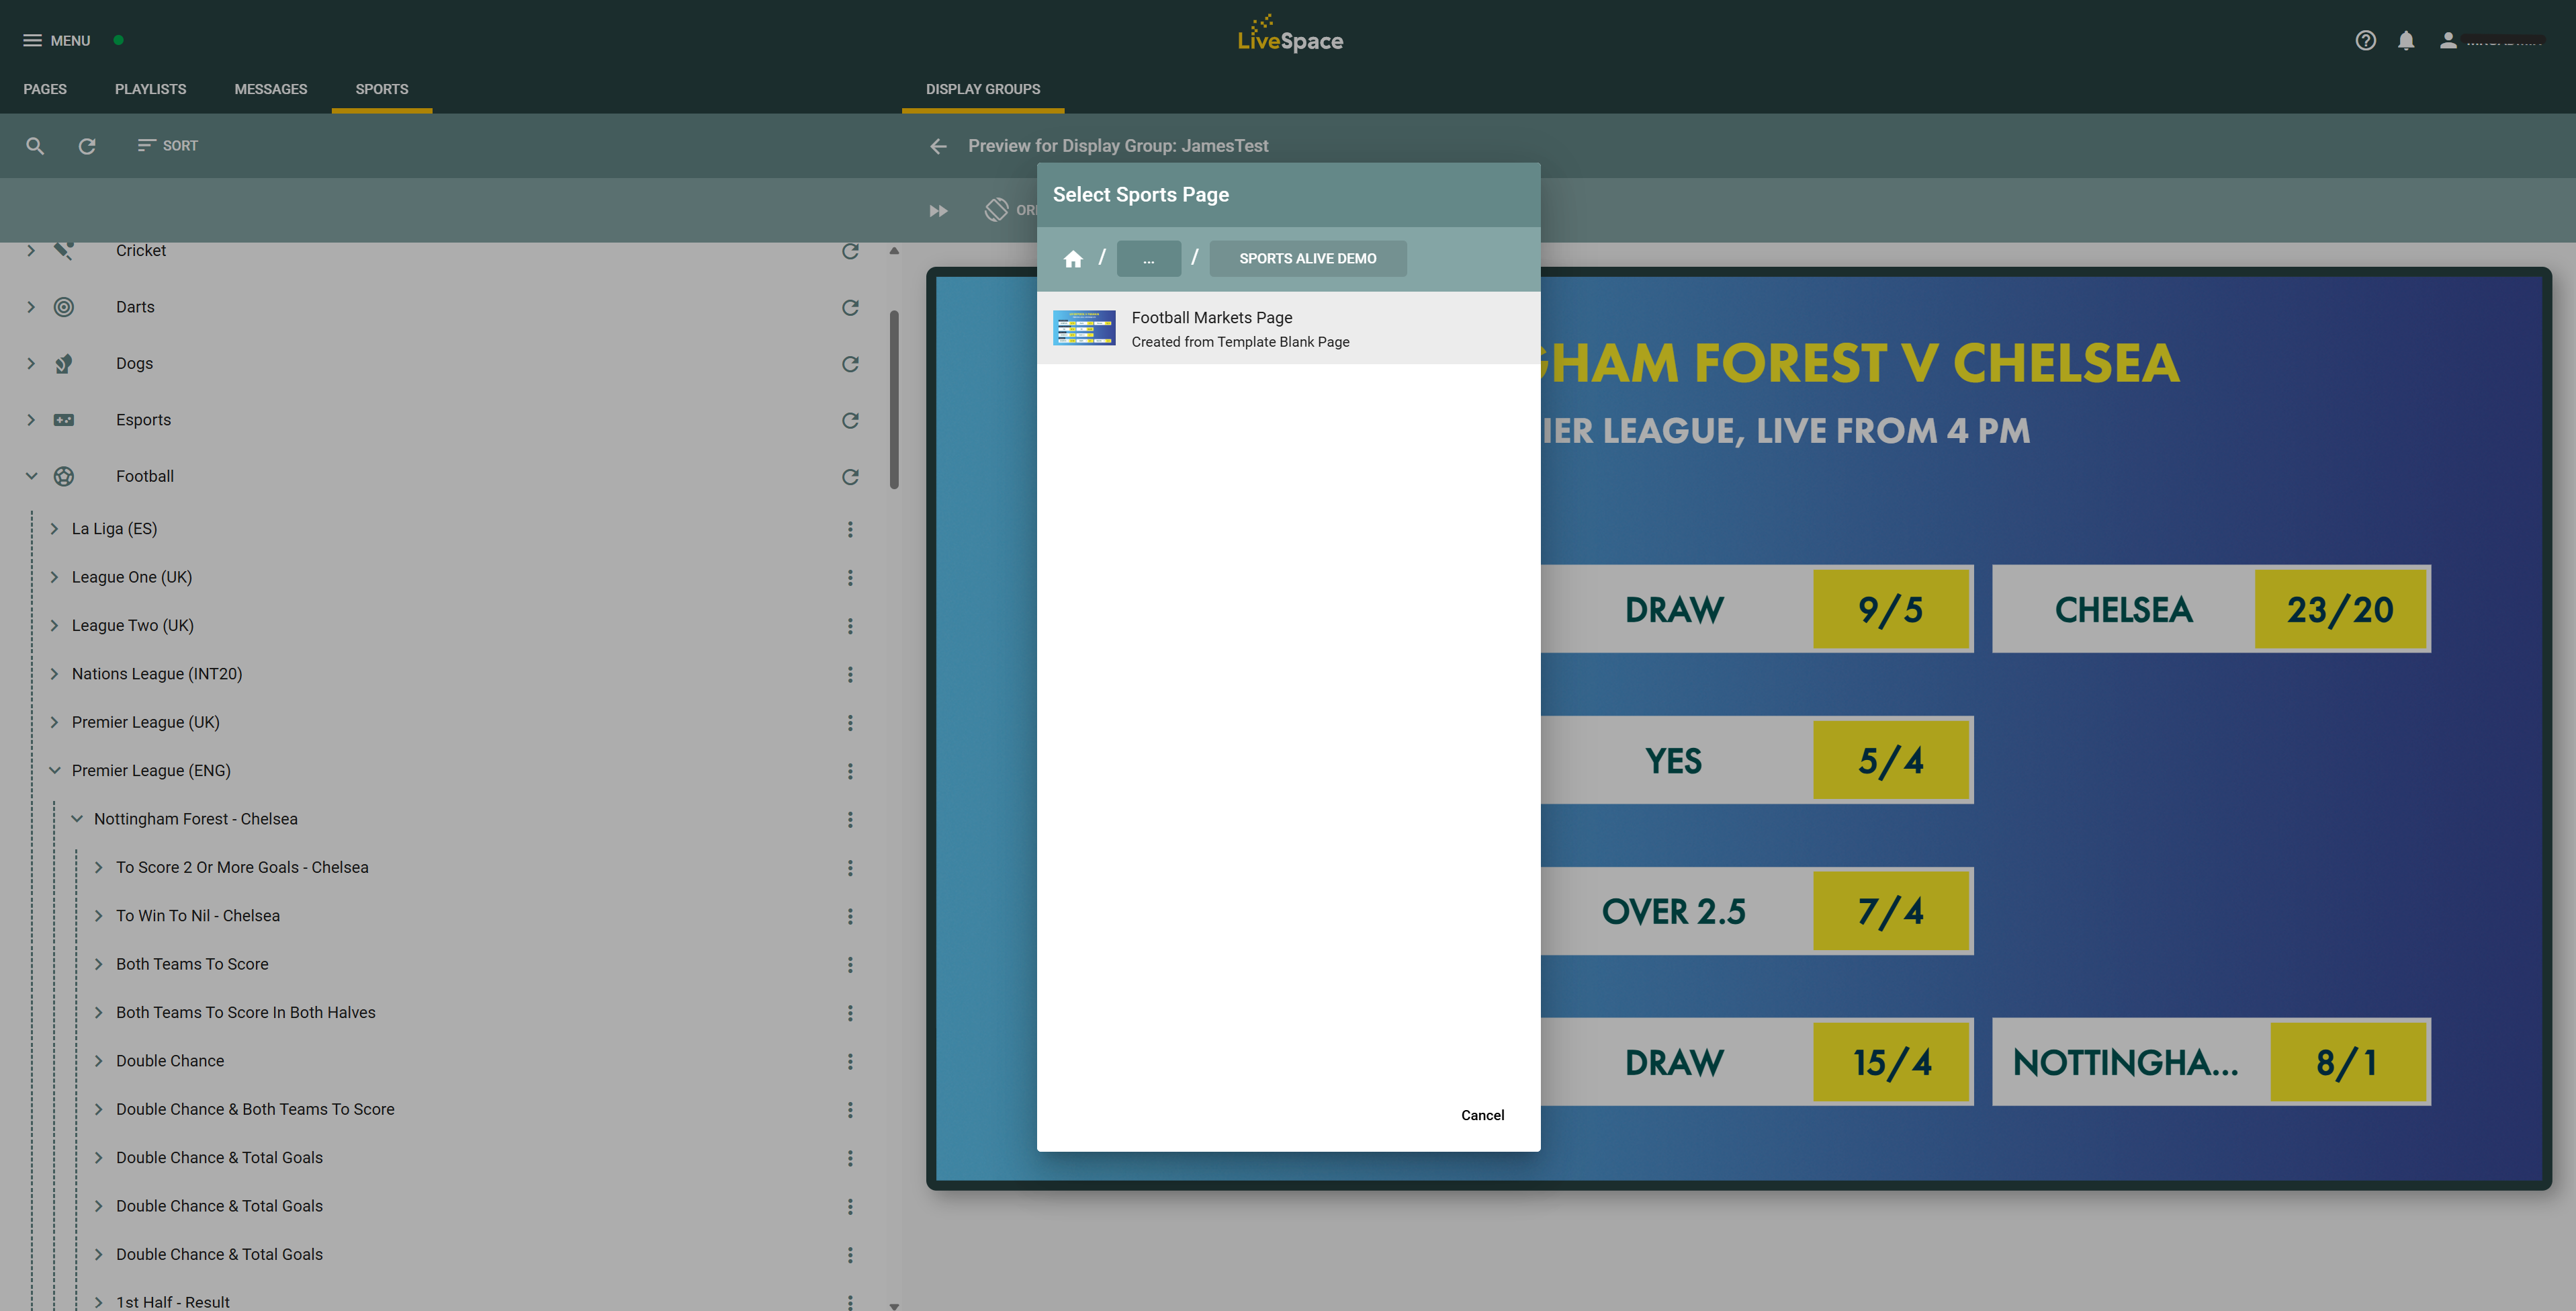 MENU
LiveSpace
PAGES PLAYLISTS MESSAGES SPORTS
DISPLAY GROUPS
SORT
Preview for Display Group: JamesTest
Select Sports Page
/ ... / SPORTS ALIVE DEMO
Football Markets Page
Created from Template Blank Page
Cancel
Cricket
Darts
Dogs
Esports
Football
La Liga (ES)
League One (UK)
League Two (UK)
Nations League (INT20)
Premier League (UK)
Premier League (ENG)
Nottingham Forest - Chelsea
To Score 2 Or More Goals - Chelsea
To Win To Nil - Chelsea
Both Teams To Score
Both Teams To Score In Both Halves
Double Chance
Double Chance & Both Teams To Score
Double Chance & Total Goals
Double Chance & Total Goals
Double Chance & Total Goals
1st Half - Result
FOREST V CHELSEA
LEAGUE, LIVE FROM 4 PM
DRAW 9/5 CHELSEA 23/20
YES 5/4
OVER 2.5 7/4
DRAW 15/4 NOTTINGHA... 8/1